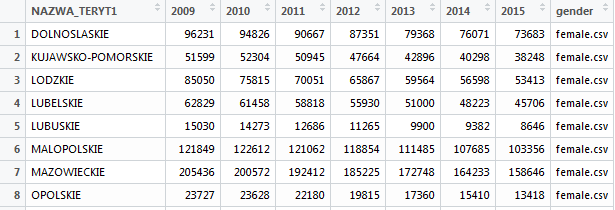 NAZWA_TERYT1 2009 2010 2011 2012 2013 2014 2015 gender
1 DOLNOSLASKIE 96231 94826 90667 87351 79368 76071 73683 female.csv
2 KUJAWSKO-POMORSKIE 51599 52304 50945 47664 42896 40298 38248 female.csv
3 LODZKIE 85050 75815 70051 65867 59564 56598 53413 female.csv
4 LUBELSKIE 62829 61458 58818 55930 51000 48223 45706 female.csv
5 LUBUSKIE 15030 14273 12686 11265 9900 9382 8646 female.csv
6 MALOPOLSKIE 121849 122612 121062 118854 111485 107685 103356 female.csv
7 MAZOWIECKIE 205436 200572 192412 185225 172748 164233 158646 female.csv
8 OPOLSKIE 23727 23628 22180 19815 17360 15410 13418 female.csv